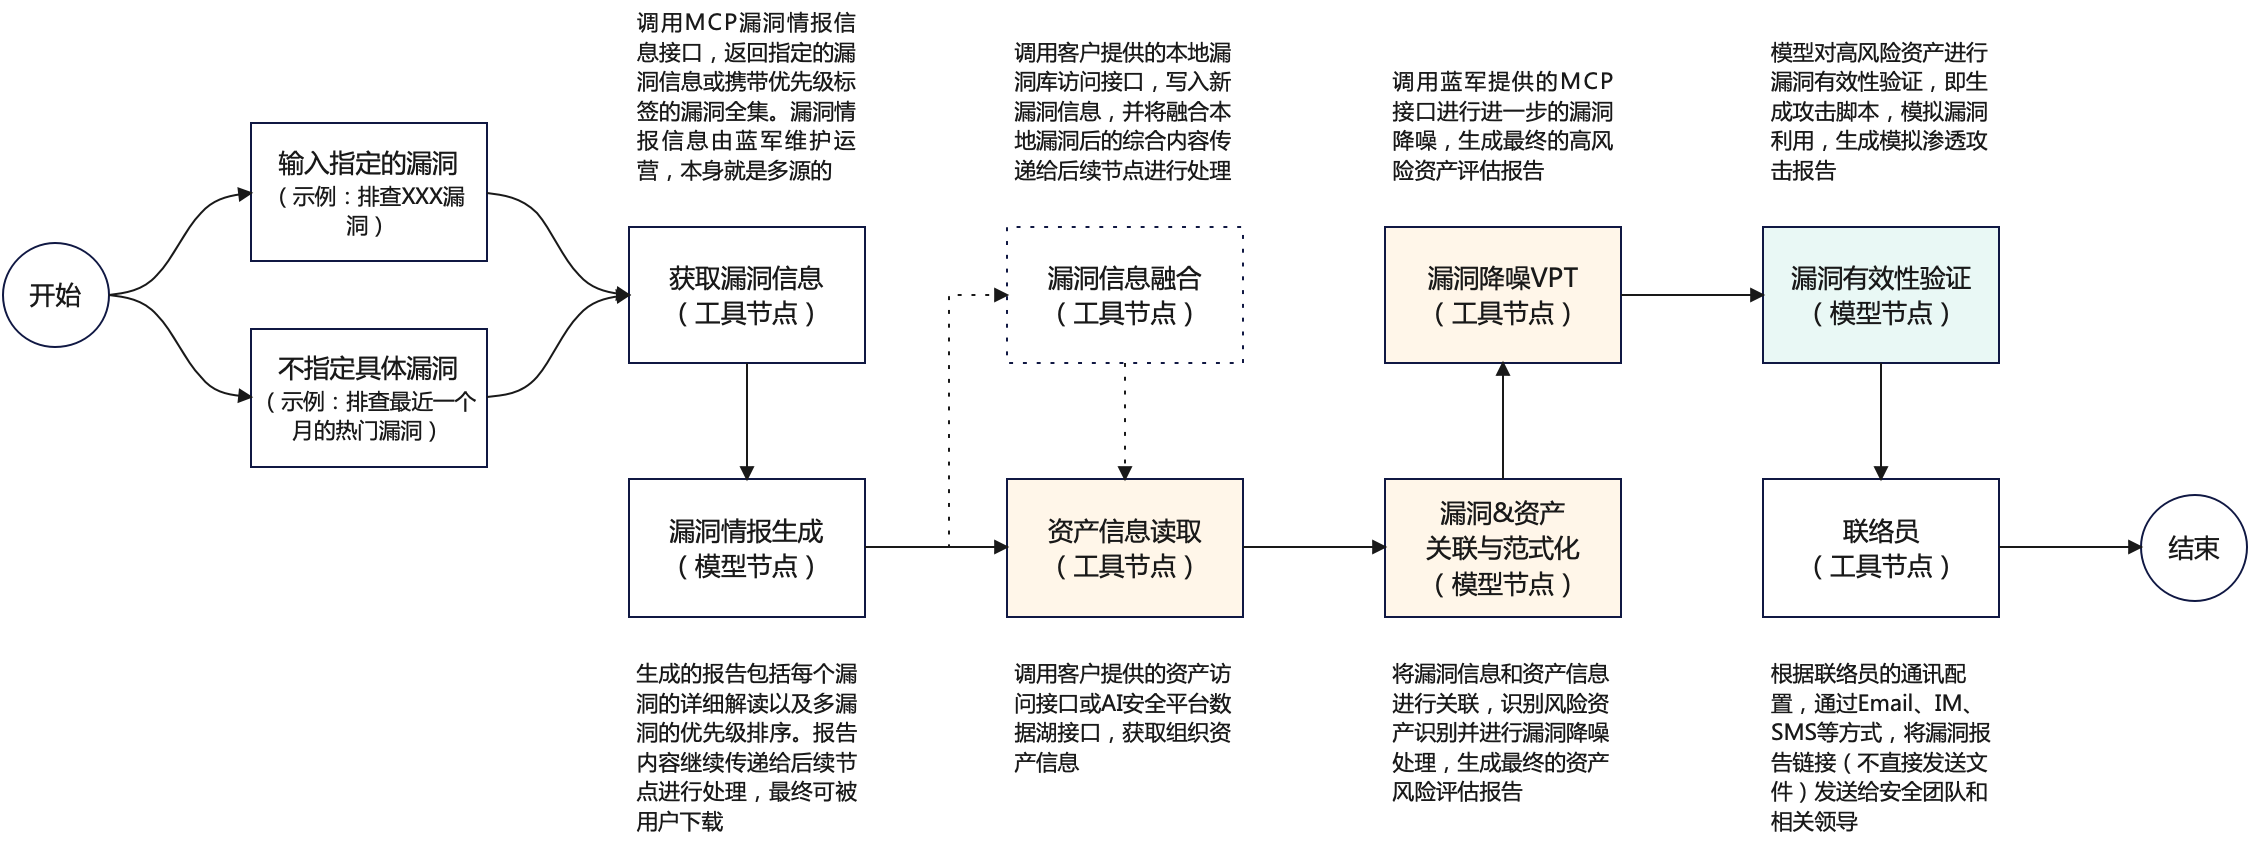 开始
输入指定的漏洞
（示例：排查XXX漏
洞）
不指定具体漏洞
（示例：排查最近一个
月的热门漏洞）
调用MCP漏洞情报信
息接口，返回指定的漏
洞信息或携带优先级标
签的漏洞全集。漏洞情
报信息由蓝军维护运
营，本身就是多源的
获取漏洞信息
（工具节点）
漏洞情报生成
（模型节点）
生成的报告包括每个漏
洞的详细解读以及多漏
洞的优先级排序。报告
内容继续传递给后续节
点进行处理，最终可被
用户下载
调用客户提供的本地漏
洞库访问接口，写入新
漏洞信息，并将融合本
地漏洞后的综合内容传
递给后续节点进行处理
漏洞信息融合
（工具节点）
资产信息读取
（工具节点）
调用客户提供的资产访
问接口或AI安全平台数
据湖接口，获取组织资
产信息
调用蓝军提供的MCP
接口进行进一步的漏洞
降噪，生成最终的高风
险资产评估报告
漏洞降噪VPT
（工具节点）
漏洞&资产
关联与范式化
（模型节点）
将漏洞信息和资产信息
进行关联，识别风险资
产识别并进行漏洞降噪
处理，生成最终的资产
风险评估报告
模型对高风险资产进行
漏洞有效性验证，即生
成攻击脚本，模拟漏洞
利用，生成模拟渗透攻
击报告
漏洞有效性验证
（模型节点）
联络员
（工具节点）
根据联络员的通讯配
置，通过Email、IM、
SMS等方式，将漏洞报
告链接（不直接发送文
件）发送给安全团队和
相关领导
结束